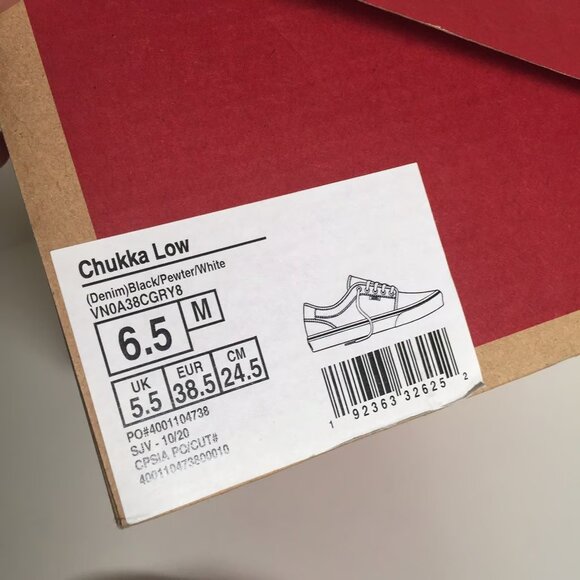 Chukka Low
(Denim)Black/Pewter/White
VN0A38CGRY8
6.5 M
UK EUR CM
5.5 38.5 24.5
PO#4001104738
SJV - 10/20
CPSIA PO/CUT#
400110473800010
1 92363 32625 2